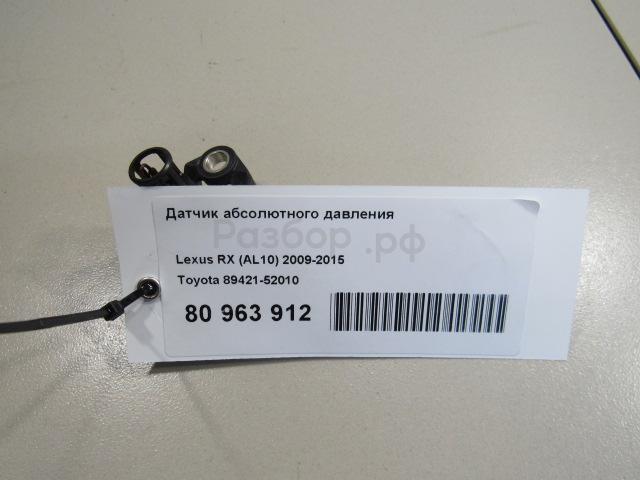 Датчик абсолютного давления
Разбор.рф
Lexus RX (AL10) 2009-2015
Toyota 89421-52010
80 963 912